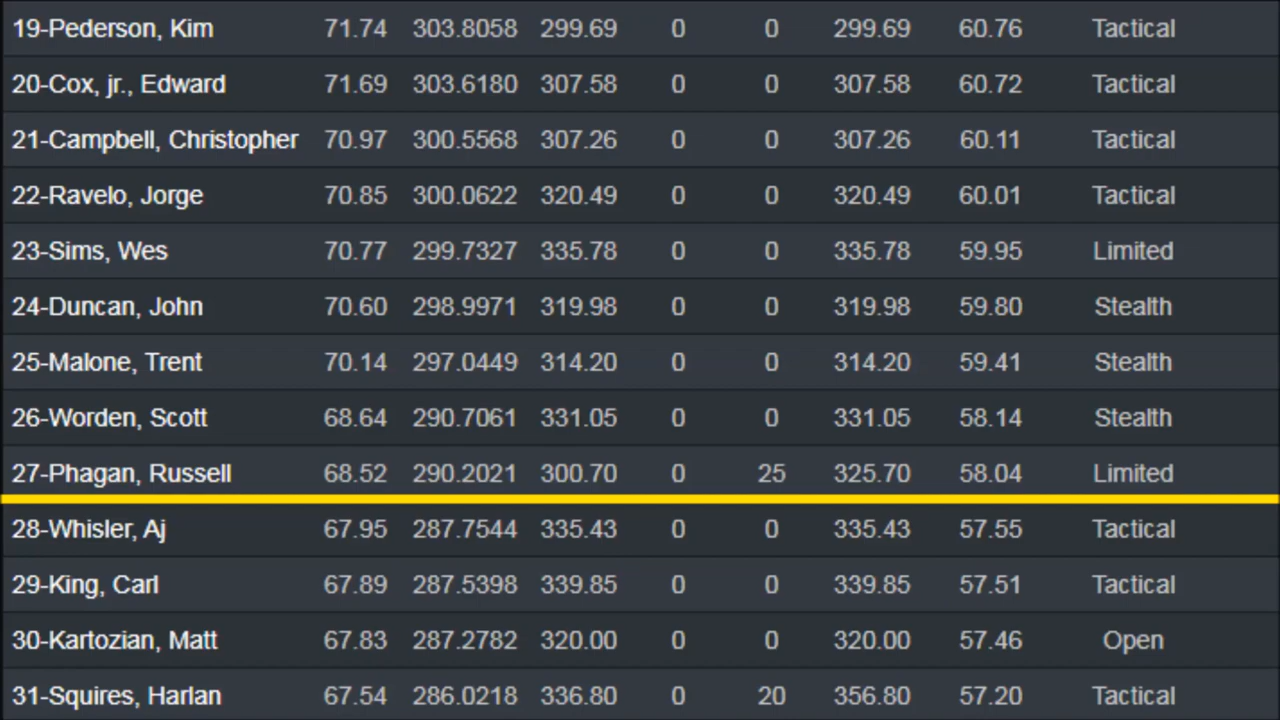 19-Pederson, Kim 71.74 303.8058 299.69 0 0 299.69 60.76 Tactical
20-Cox, jr., Edward 71.69 303.6180 307.58 0 0 307.58 60.72 Tactical
21-Campbell, Christopher 70.97 300.5568 307.26 0 0 307.26 60.11 Tactical
22-Ravelo, Jorge 70.85 300.0622 320.49 0 0 320.49 60.01 Tactical
23-Sims, Wes 70.77 299.7327 335.78 0 0 335.78 59.95 Limited
24-Duncan, John 70.60 298.9971 319.98 0 0 319.98 59.80 Stealth
25-Malone, Trent 70.14 297.0449 314.20 0 0 314.20 59.41 Stealth
26-Worden, Scott 68.64 290.7061 331.05 0 0 331.05 58.14 Stealth
27-Phagan, Russell 68.52 290.2021 300.70 0 25 325.70 58.04 Limited
28-Whisler, Aj 67.95 287.7544 335.43 0 0 335.43 57.55 Tactical
29-King, Carl 67.89 287.5398 339.85 0 0 339.85 57.51 Tactical
30-Kartozian, Matt 67.83 287.2782 320.00 0 0 320.00 57.46 Open
31-Squires, Harlan 67.54 286.0218 336.80 0 20 356.80 57.20 Tactical